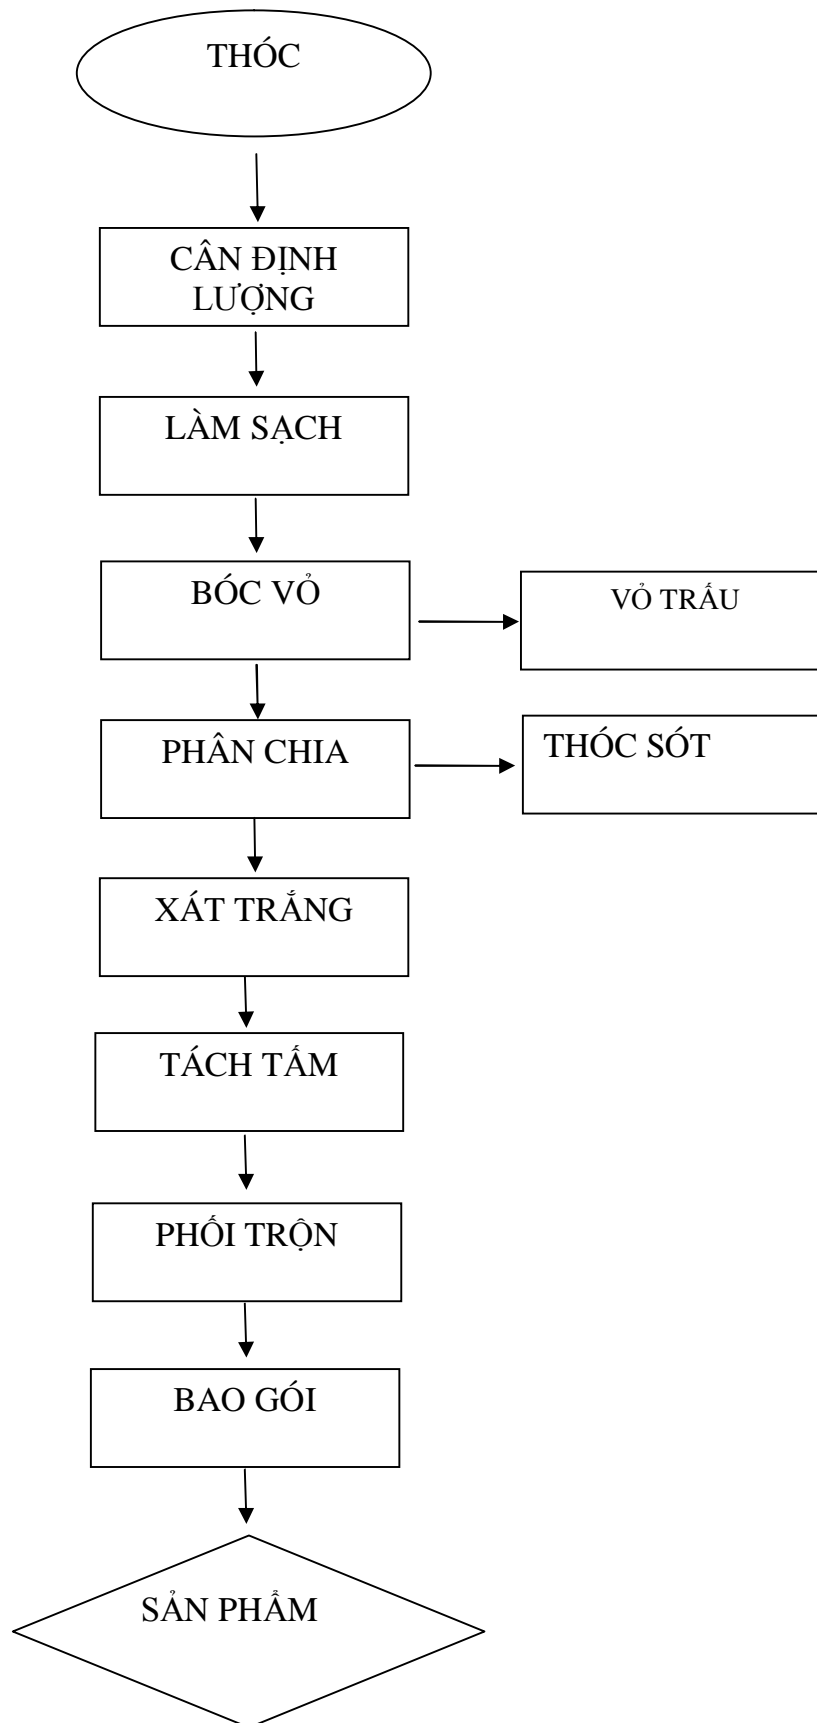 THÓC
CÂN ĐỊNH
LƯỢNG
LÀM SẠCH
BÓC VỎ
VỎ TRẤU
PHÂN CHIA
THÓC SÓT
XÁT TRẮNG
TÁCH TẤM
PHỐI TRỘN
BAO GÓI
SẢN PHẨM